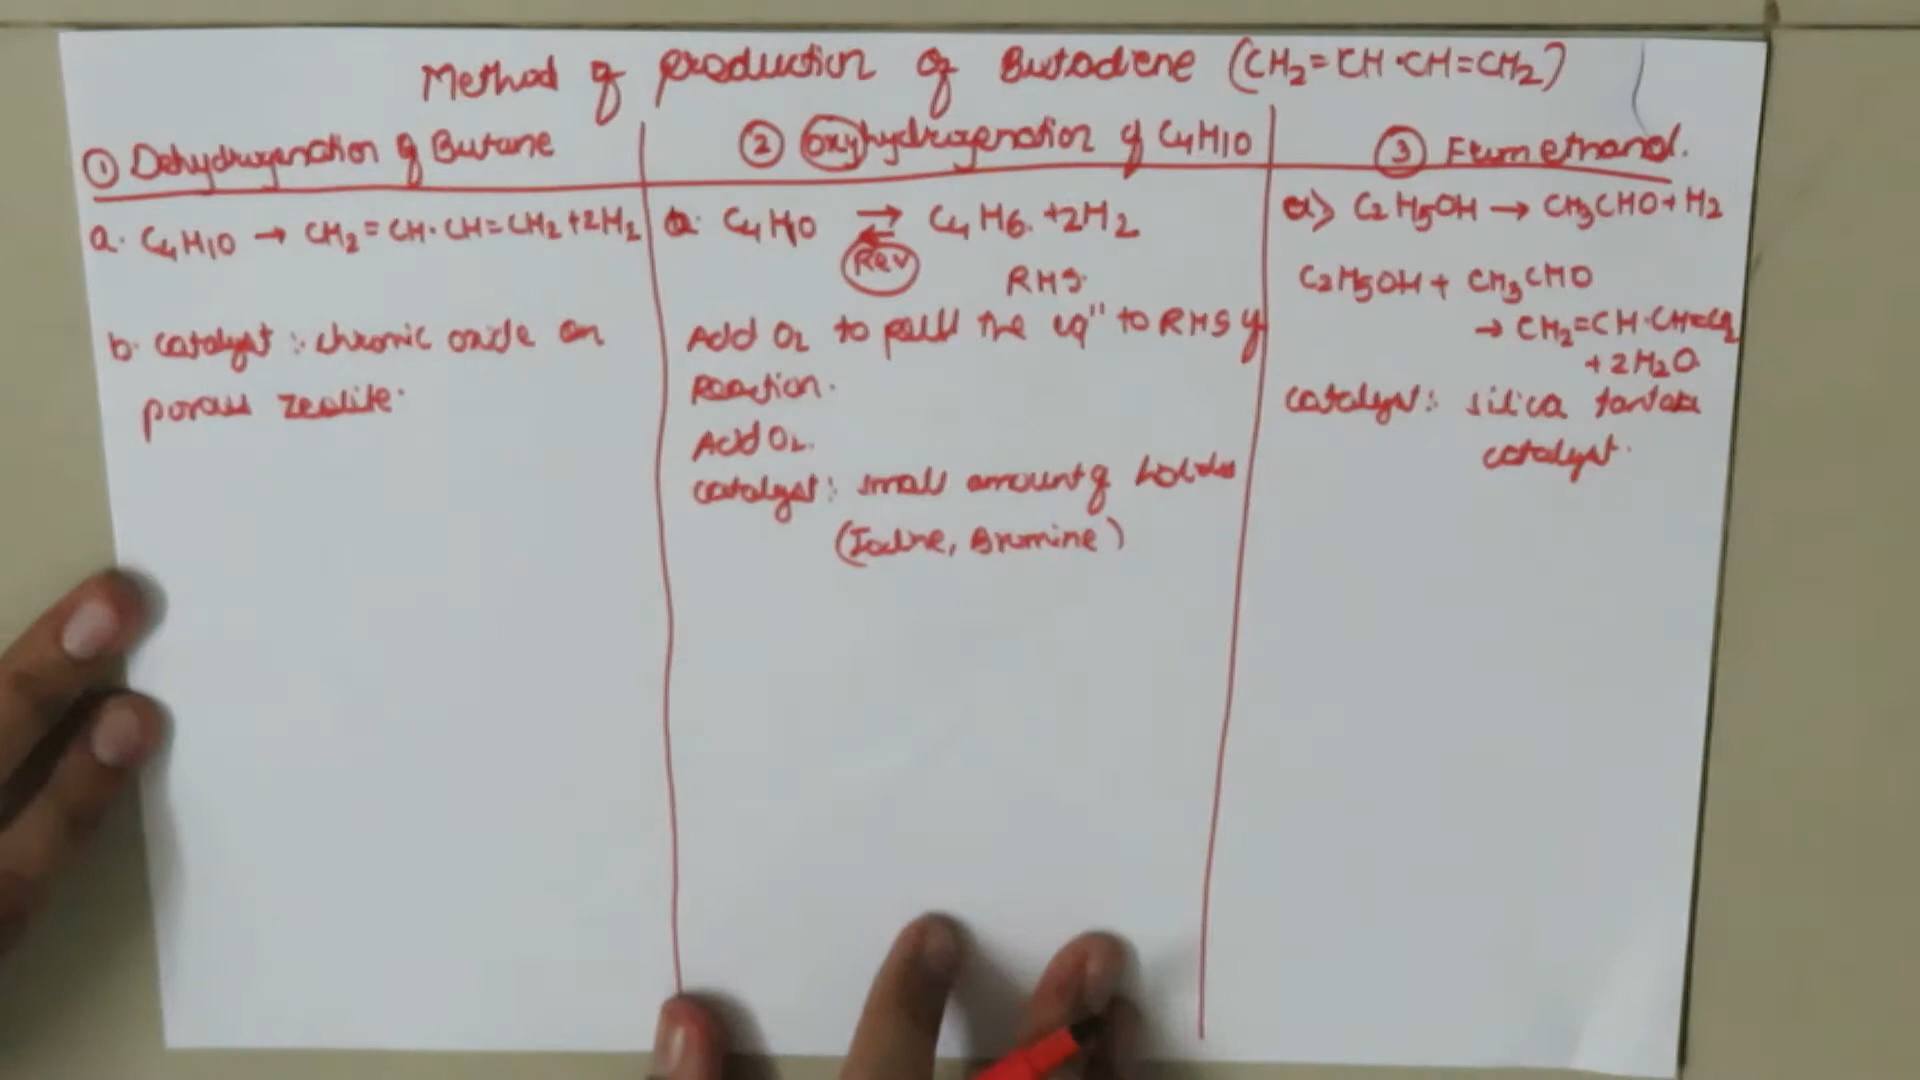 Method of production of Butadiene (CH2=CH·CH=CH2)
① Dehydrogenation of Butane
a. C4H10 → CH2=CH·CH=CH2+2H2
b. catalyst: chromic oxide on
porous zeolite.
② oxyhydrogenation of C4H10
a. C4H10 ⇄ C4H6 +2H2
Rev
RHS.
Add O2 to pull the eqn to RHS of
Reaction.
Add O2.
catalyst: small amount of
(Iodine, Bromine)
③ From ethanol.
a> C2H5OH → CH3CHO+H2
C2H5OH + CH3CHO
→ CH2=CH·CH=CH2
+2H2O
catalyst: silica
catalyst.